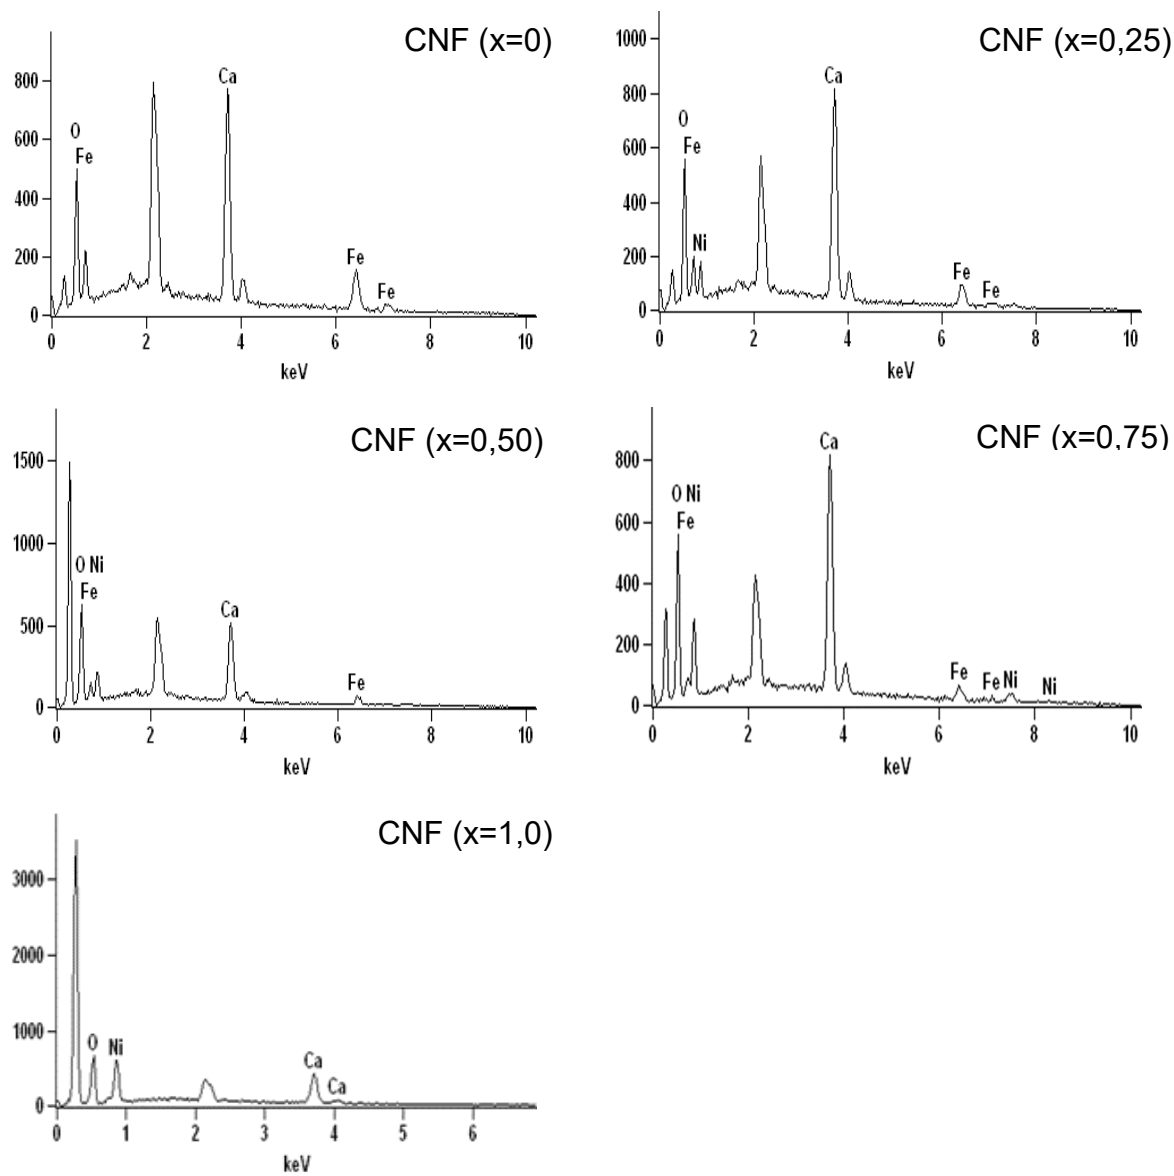 CNF (x=0)
Ca
O
Fe
Fe
Fe
800
600
400
200
0
0 2 4 6 8 10
keV
CNF (x=0,25)
Ca
O
Fe
Ni
Fe
Fe
1000
800
600
400
200
0
0 2 4 6 8 10
keV
CNF (x=0,50)
O Ni
Fe
Ca
Fe
1500
1000
500
0
0 2 4 6 8 10
keV
CNF (x=0,75)
Ca
O Ni
Fe
Fe Fe Ni Ni
800
600
400
200
0
0 2 4 6 8 10
keV
CNF (x=1,0)
O Ni
Ca
Ca
3000
2000
1000
0
0 1 2 3 4 5 6
keV